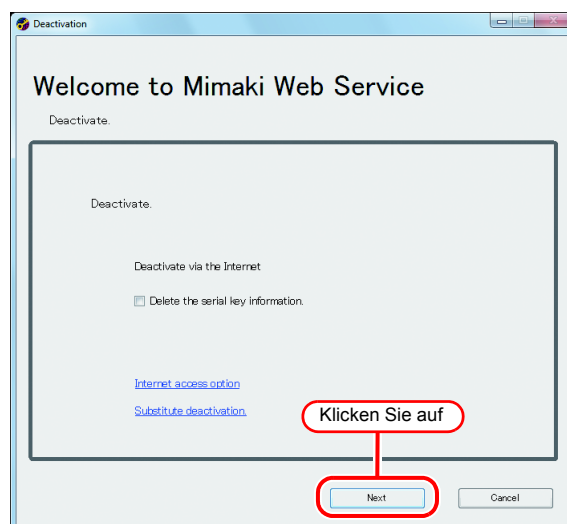 Deactivation
Welcome to Mimaki Web Service
Deactivate.
Deactivate.
Deactivate via the Internet
Delete the serial key information.
Internet access option
Substitute deactivation.
Klicken Sie auf
Next
Cancel